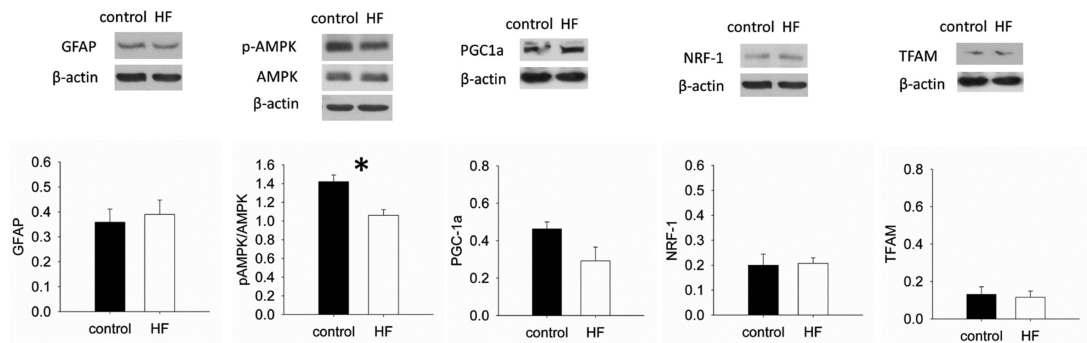 control HF
GFAP
β-actin
control HF
p-AMPK
AMPK
β-actin
control HF
PGC1a
β-actin
control HF
NRF-1
β-actin
control HF
TFAM
β-actin
GFAP
0.6
0.5
0.4
0.3
0.2
0.1
0.0
control HF
pAMPK/AMPK
1.6
1.4
1.2
1.0
0.8
0.6
0.4
0.2
0.0
*
control HF
PGC-1a
0.8
0.6
0.4
0.2
0.0
control HF
NRF-1
0.6
0.5
0.4
0.3
0.2
0.1
0.0
control HF
TFAM
0.8
0.6
0.4
0.2
0.0
control HF